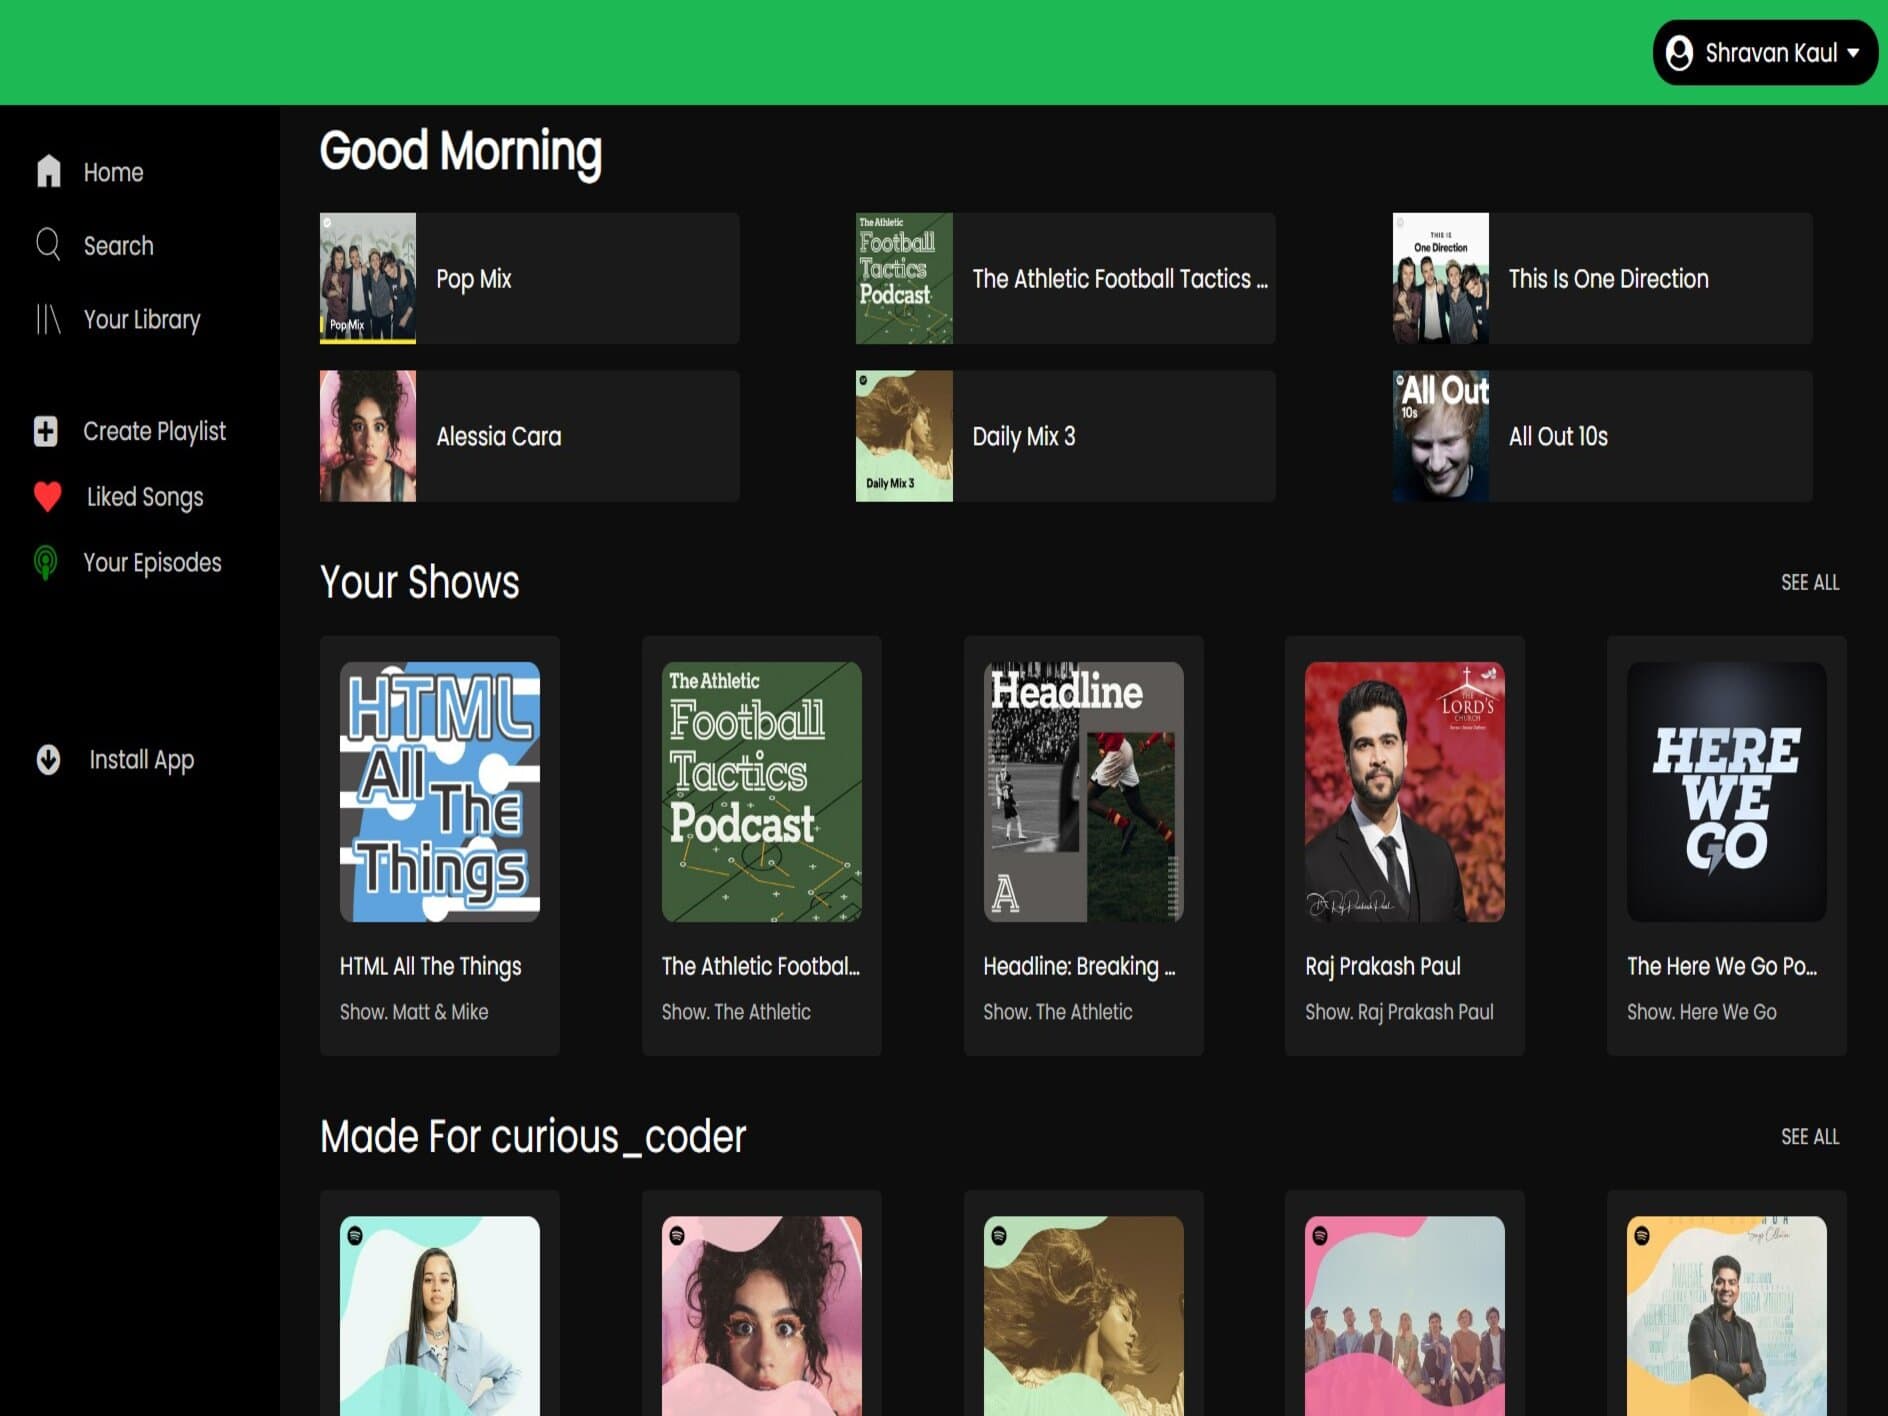 Shravan Kaul
Home
Search
Your Library
Create Playlist
Liked Songs
Your Episodes
Install App
Good Morning
Pop Mix
Pop Mix
The Athletic
Football
Tactics
Podcast
The Athletic Football Tactics ...
THIS IS
One Direction
This Is One Direction
Alessia Cara
Daily Mix 3
Daily Mix 3
All Out
10s
All Out 10s
Your Shows
SEE ALL
HTML
All
The
Things
HTML All The Things
Show. Matt & Mike
The Athletic
Football
Tactics
Podcast
The Athletic Footbal...
Show. The Athletic
Headline
A
Headline: Breaking ...
Show. The Athletic
THE
LORD'S
CHURCH
Dr. Raj Prakash Paul
Raj Prakash Paul
Show. Raj Prakash Paul
HERE
WE
GO
The Here We Go Po...
Show. Here We Go
Made For curious_coder
SEE ALL